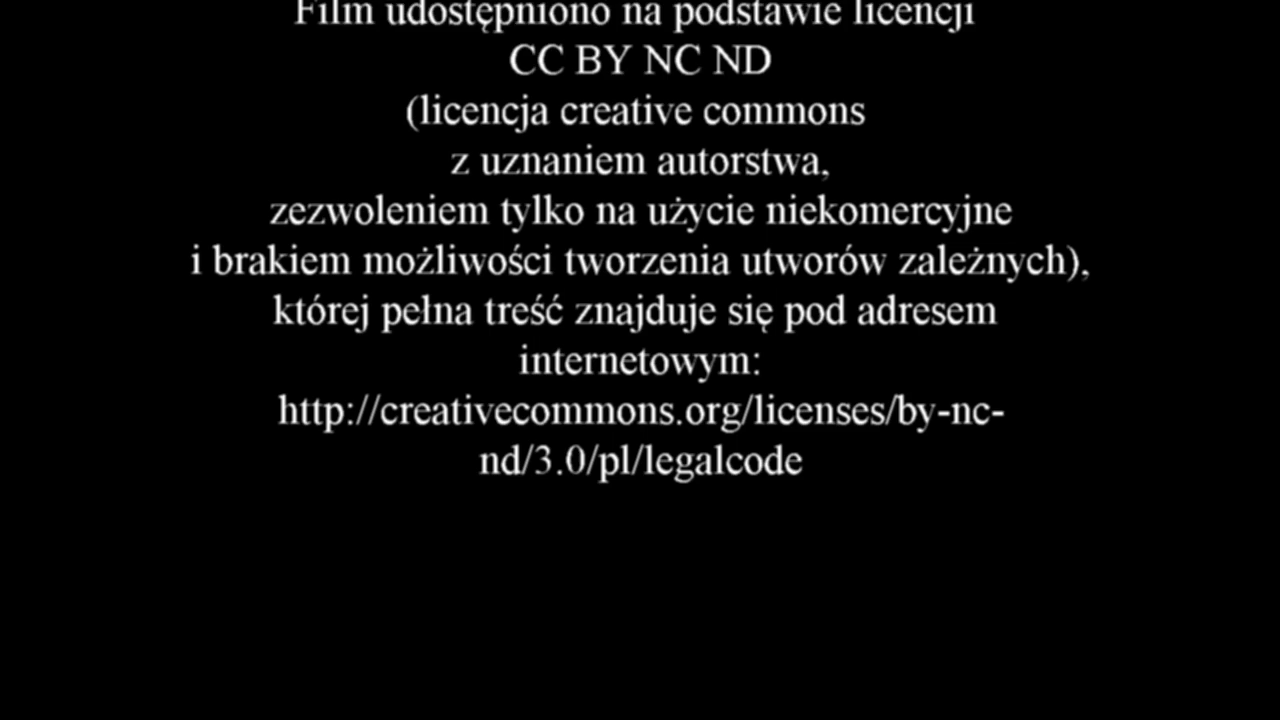 Film udostępniono na podstawie licencji
CC BY NC ND
(licencja creative commons
z uznaniem autorstwa,
zezwoleniem tylko na użycie niekomercyjne
i brakiem możliwości tworzenia utworów zależnych),
której pełna treść znajduje się pod adresem
internetowym:
http://creativecommons.org/licenses/by-nc-
nd/3.0/pl/legalcode